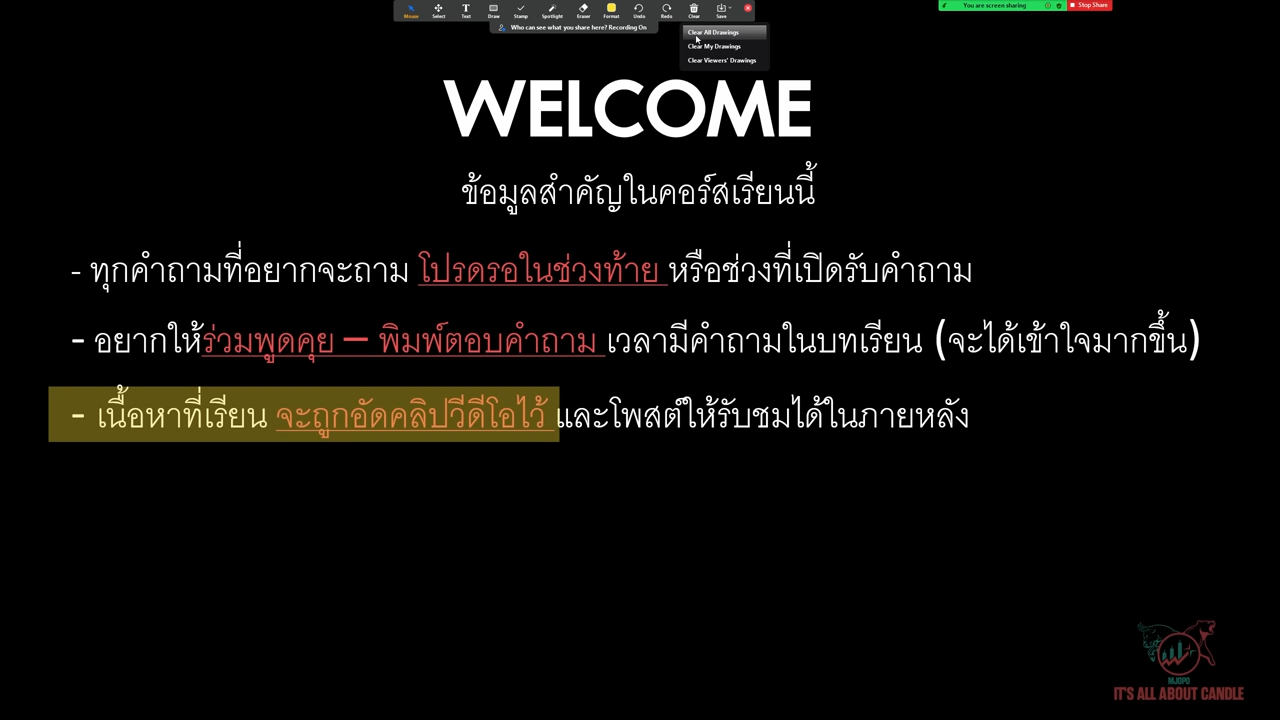 Mouse Select Text Draw Stamp Spotlight Eraser Format Undo Redo Clear Save
You are screen sharing Stop Share
Who can see what you share here? Recording On
Clear All Drawings
Clear My Drawings
Clear Viewers' Drawings
WELCOME
ข้อมูลสำคัญในคอร์สเรียนนี้
- ทุกคำถามที่อยากจะถาม โปรดรอในช่วงท้าย หรือช่วงที่เปิดรับคำถาม
- อยากให้ร่วมพูดคุย – พิมพ์ตอบคำถาม เวลามีคำถามในบทเรียน (จะได้เข้าใจมากขึ้น)
- เนื้อหาที่เรียน จะถูกอัดคลิปวีดีโอไว้ และโพสต์ให้รับชมได้ในภายหลัง
MJOPO
IT'S ALL ABOUT CANDLE